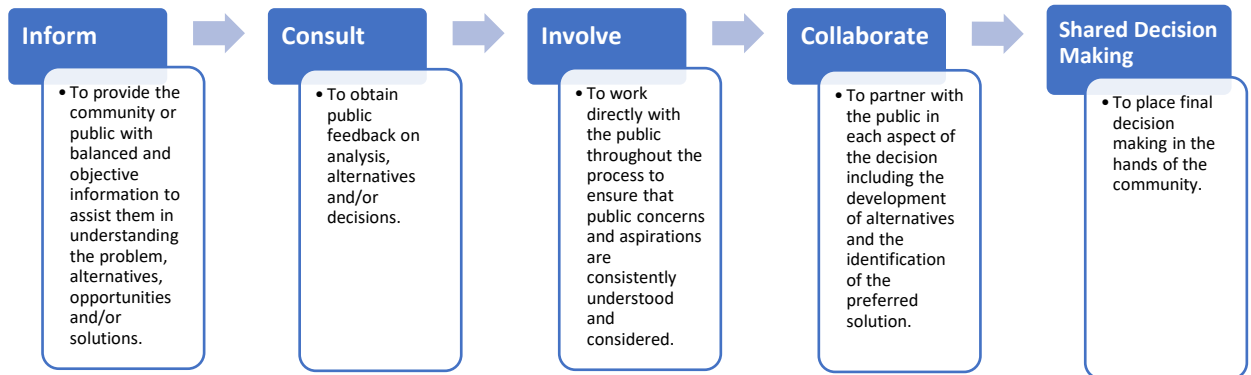 Inform
• To provide the
community or
public with
balanced and
objective
information to
assist them in
understanding
the problem,
alternatives,
opportunities
and/or
solutions.
Consult
• To obtain
public
feedback on
analysis,
alternatives
and/or
decisions.
Involve
• To work
directly with
the public
throughout the
process to
ensure that
public concerns
and aspirations
are
consistently
understood
and
considered.
Collaborate
• To partner with
the public in
each aspect of
the decision
including the
development
of alternatives
and the
identification
of the
preferred
solution.
Shared Decision
Making
• To place final
decision
making in the
hands of the
community.